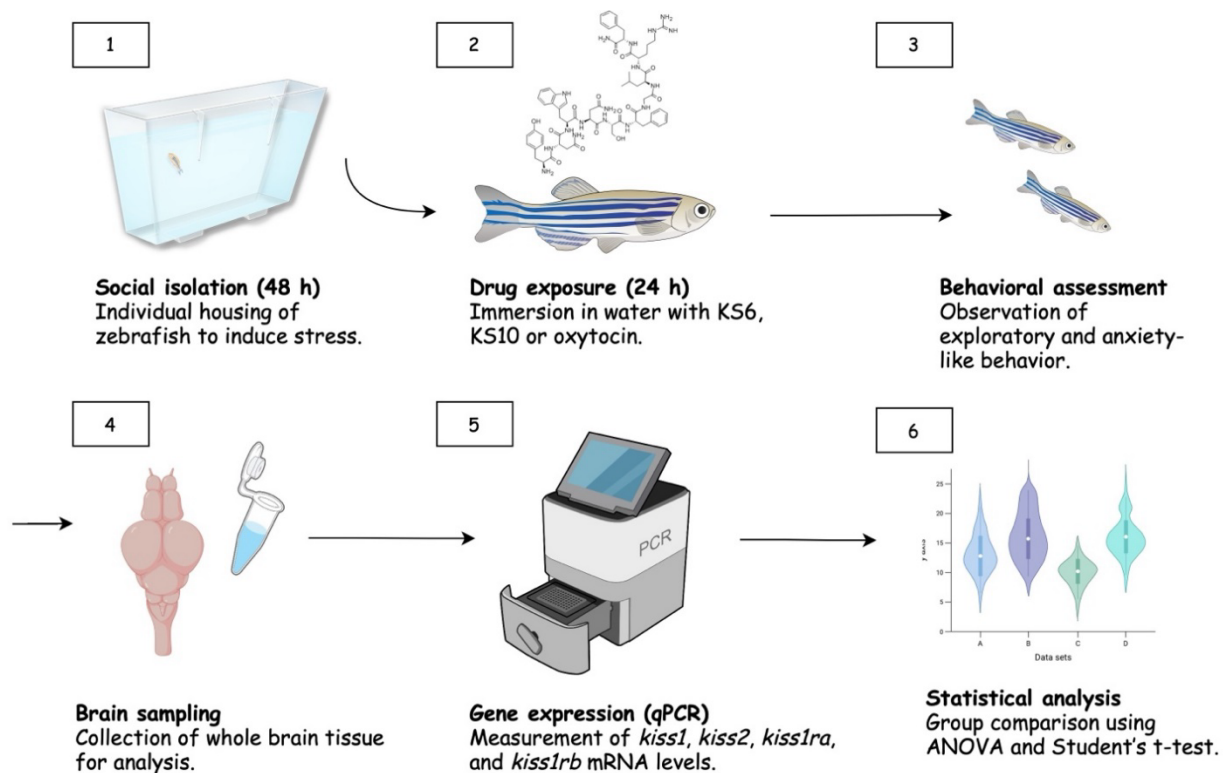 1
2
3
Social isolation (48 h)
Individual housing of
zebrafish to induce stress.
Drug exposure (24 h)
Immersion in water with KS6,
KS10 or oxytocin.
Behavioral assessment
Observation of
exploratory and anxiety-
like behavior.
4
5
6
PCR
25
20
15
10
5
0
A
B
C
D
Data sets
Brain sampling
Collection of whole brain tissue
for analysis.
Gene expression (qPCR)
Measurement of kiss1, kiss2, kiss1ra,
and kiss1rb mRNA levels.
Statistical analysis
Group comparison using
ANOVA and Student's t-test.